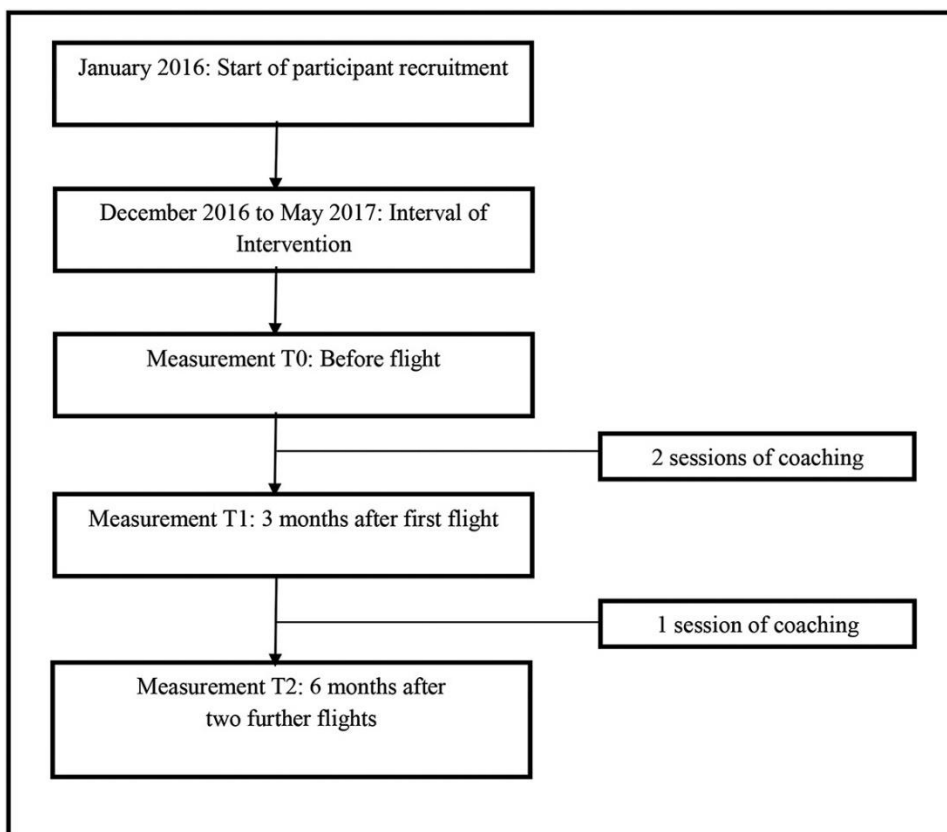 January 2016: Start of participant recruitment
December 2016 to May 2017: Interval of
Intervention
Measurement T0: Before flight
2 sessions of coaching
Measurement T1: 3 months after first flight
1 session of coaching
Measurement T2: 6 months after
two further flights